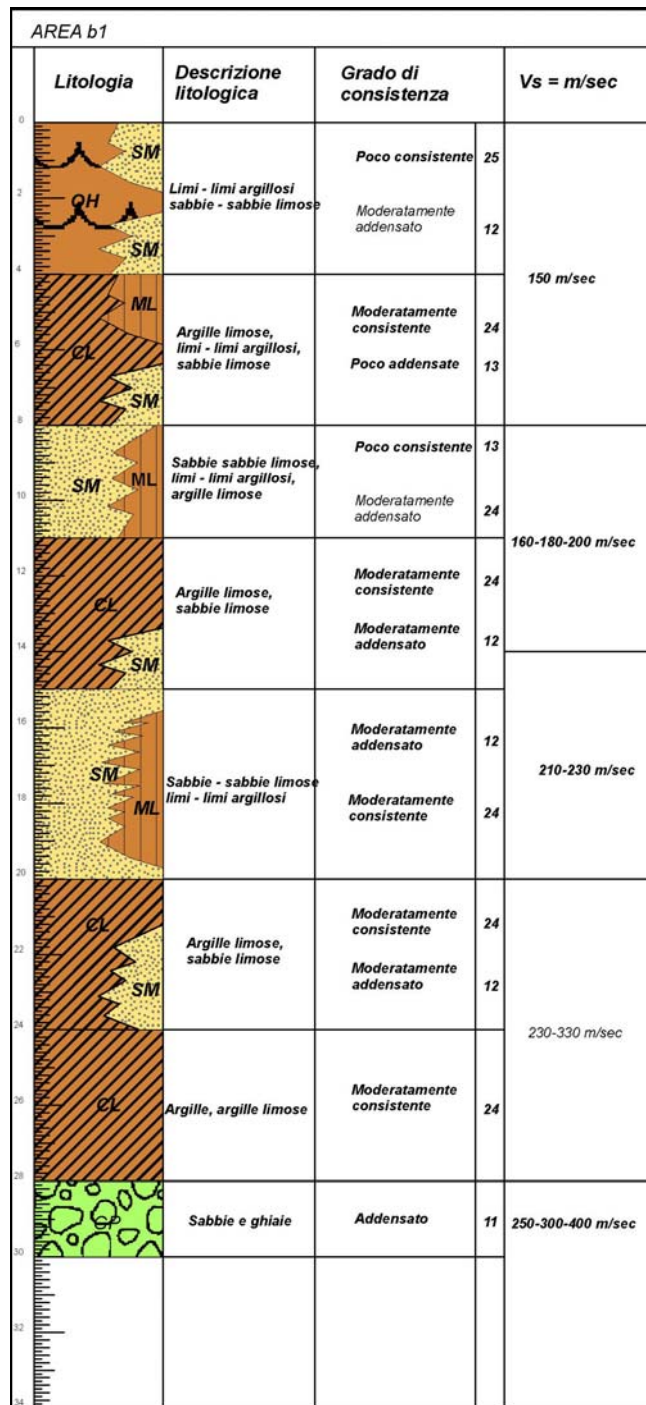 AREA b1
Litologia
Descrizione
litologica
Grado di
consistenza
Vs = m/sec
0
SM
OH
SM
2
4
Limi - limi argillosi
sabbie - sabbie limose
Poco consistente 25
Moderatamente
addensato 12
150 m/sec
ML
CL
SM
6
8
Argille limose,
limi - limi argillosi,
sabbie limose
Moderatamente
consistente 24
Poco addensate 13
SM
ML
10
Sabbie sabbie limose,
limi - limi argillosi,
argille limose
Poco consistente 13
Moderatamente
addensato 24
160-180-200 m/sec
12
CL
14
SM
Argille limose,
sabbie limose
Moderatamente
consistente 24
Moderatamente
addensato 12
16
SM
18
ML
20
Sabbie - sabbie limose
limi - limi argillosi
Moderatamente
addensato 12
Moderatamente
consistente 24
210-230 m/sec
CL
22
SM
24
Argille limose,
sabbie limose
Moderatamente
consistente 24
Moderatamente
addensato 12
230-330 m/sec
26
CL
28
Argille, argille limose
Moderatamente
consistente 24
GP
30
Sabbie e ghiaie
Addensato 11
250-300-400 m/sec
32
34